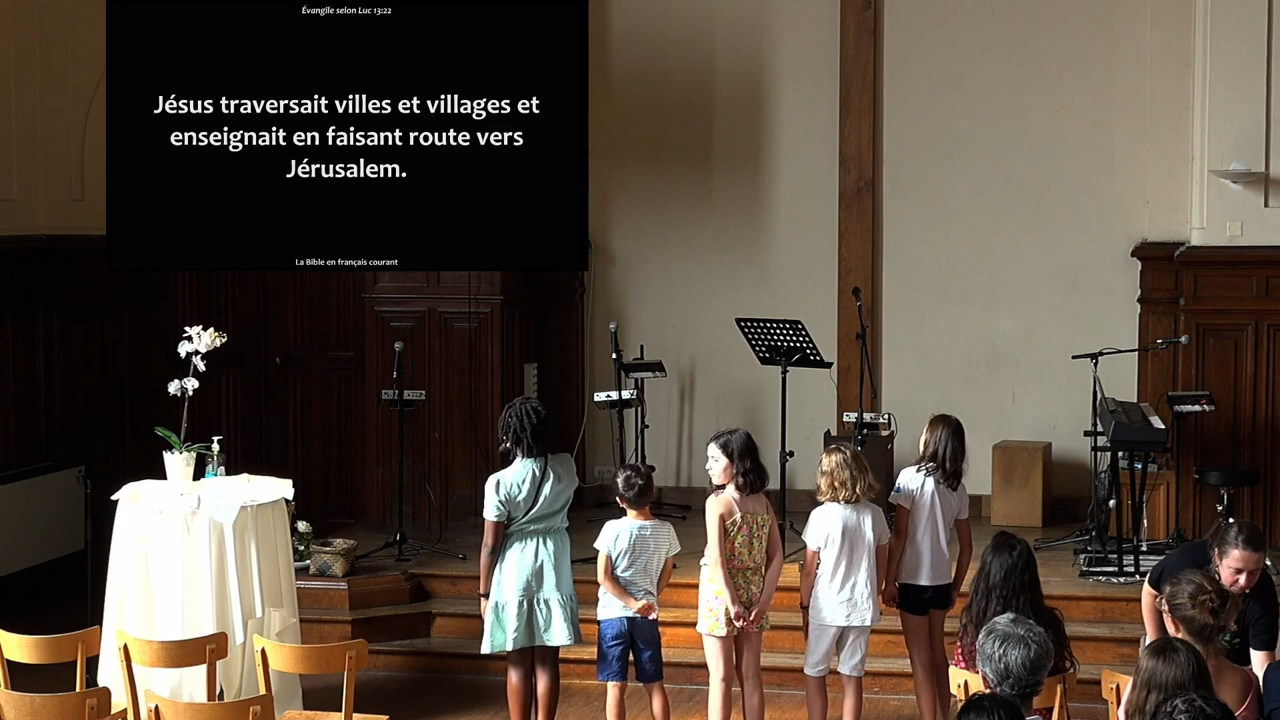 Évangile selon Luc 13:22
Jésus traversait villes et villages et
enseignait en faisant route vers
Jérusalem.
La Bible en français courant